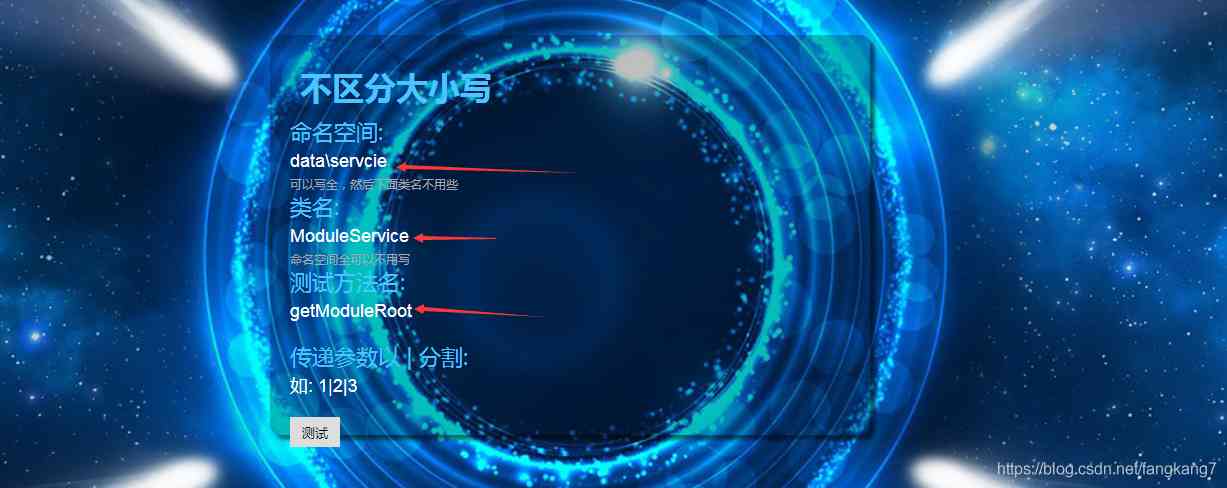 不区分大小写
命名空间:
data\servcie
可以写全，然后下面类名不用些
类名:
ModuleService
命名空间全可以不用写
测试方法名:
getModuleRoot
传递参数以 | 分割:
如: 1|2|3
测试
https://blog.csdn.net/fangkang7